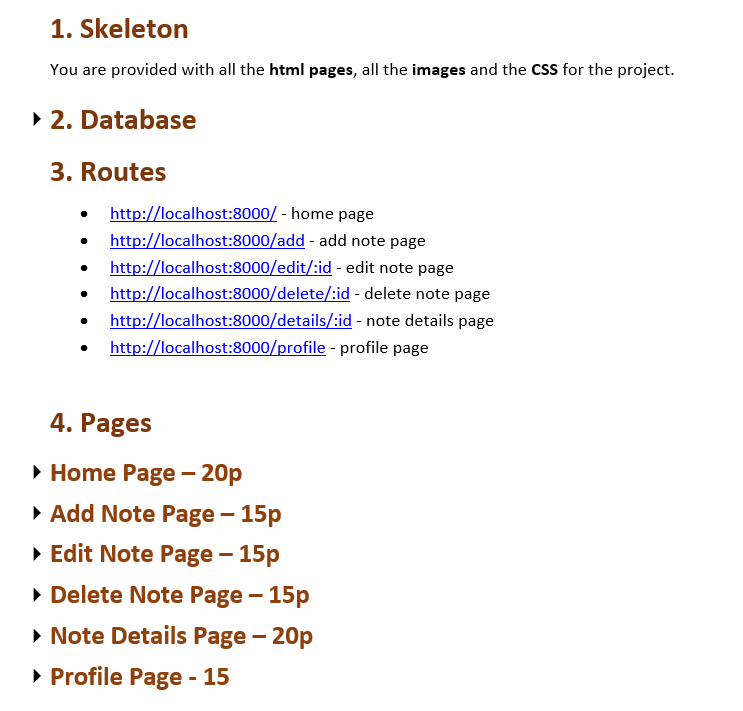 1. Skeleton
You are provided with all the html pages, all the images and the CSS for the project.
2. Database
3. Routes
• http://localhost:8000/ - home page
• http://localhost:8000/add - add note page
• http://localhost:8000/edit/:id - edit note page
• http://localhost:8000/delete/:id - delete note page
• http://localhost:8000/details/:id - note details page
• http://localhost:8000/profile - profile page
4. Pages
Home Page – 20p
Add Note Page – 15p
Edit Note Page – 15p
Delete Note Page – 15p
Note Details Page – 20p
Profile Page - 15